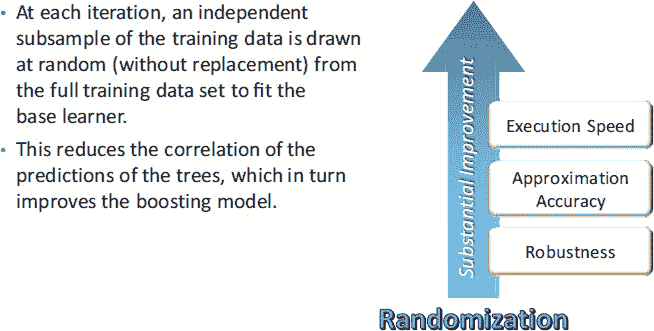 • At each iteration, an independent
subsample of the training data is drawn
at random (without replacement) from
the full training data set to fit the
base learner.
• This reduces the correlation of the
predictions of the trees, which in turn
improves the boosting model.
Substantial Improvement
Execution Speed
Approximation
Accuracy
Robustness
Randomization